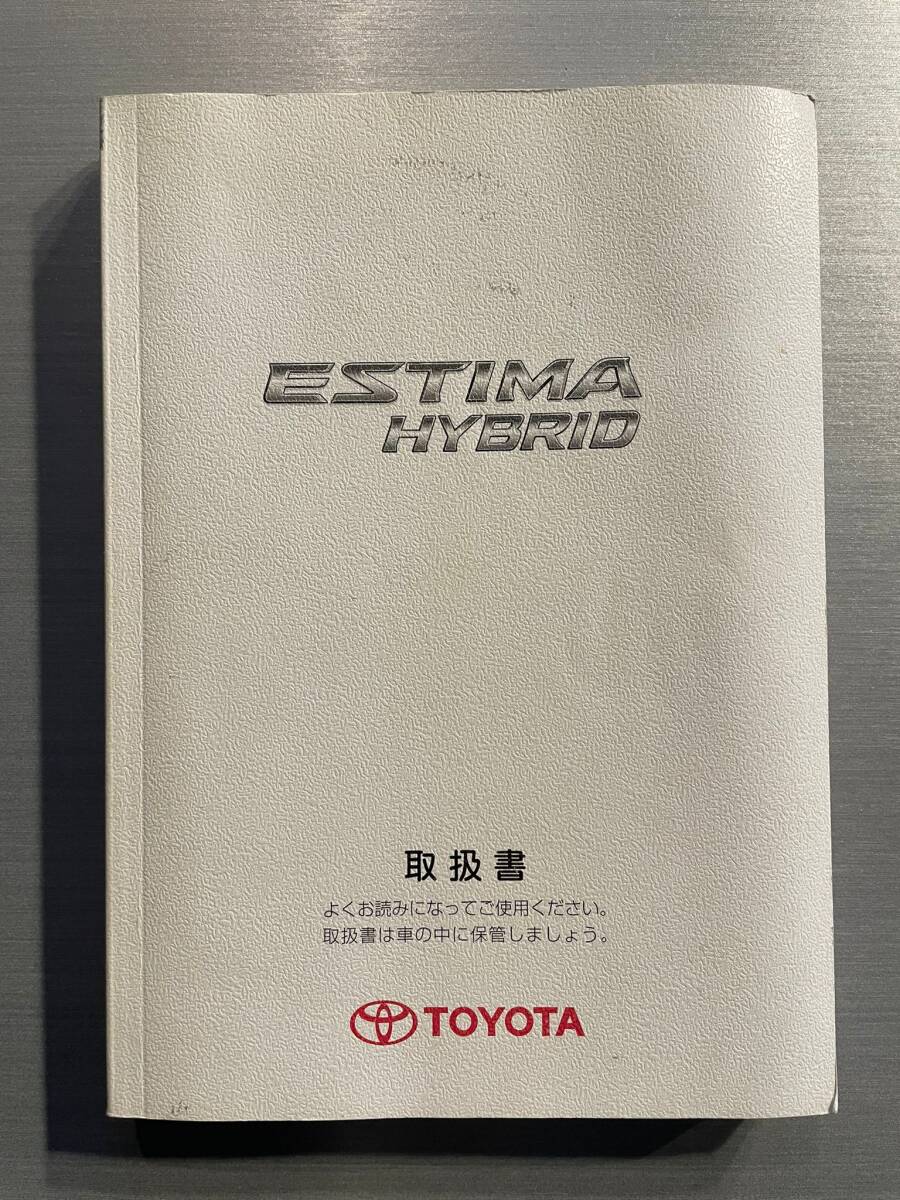 ESTIMA
HYBRID
取扱書
よくお読みになってご使用ください。
取扱書は車の中に保管しましょう。
TOYOTA